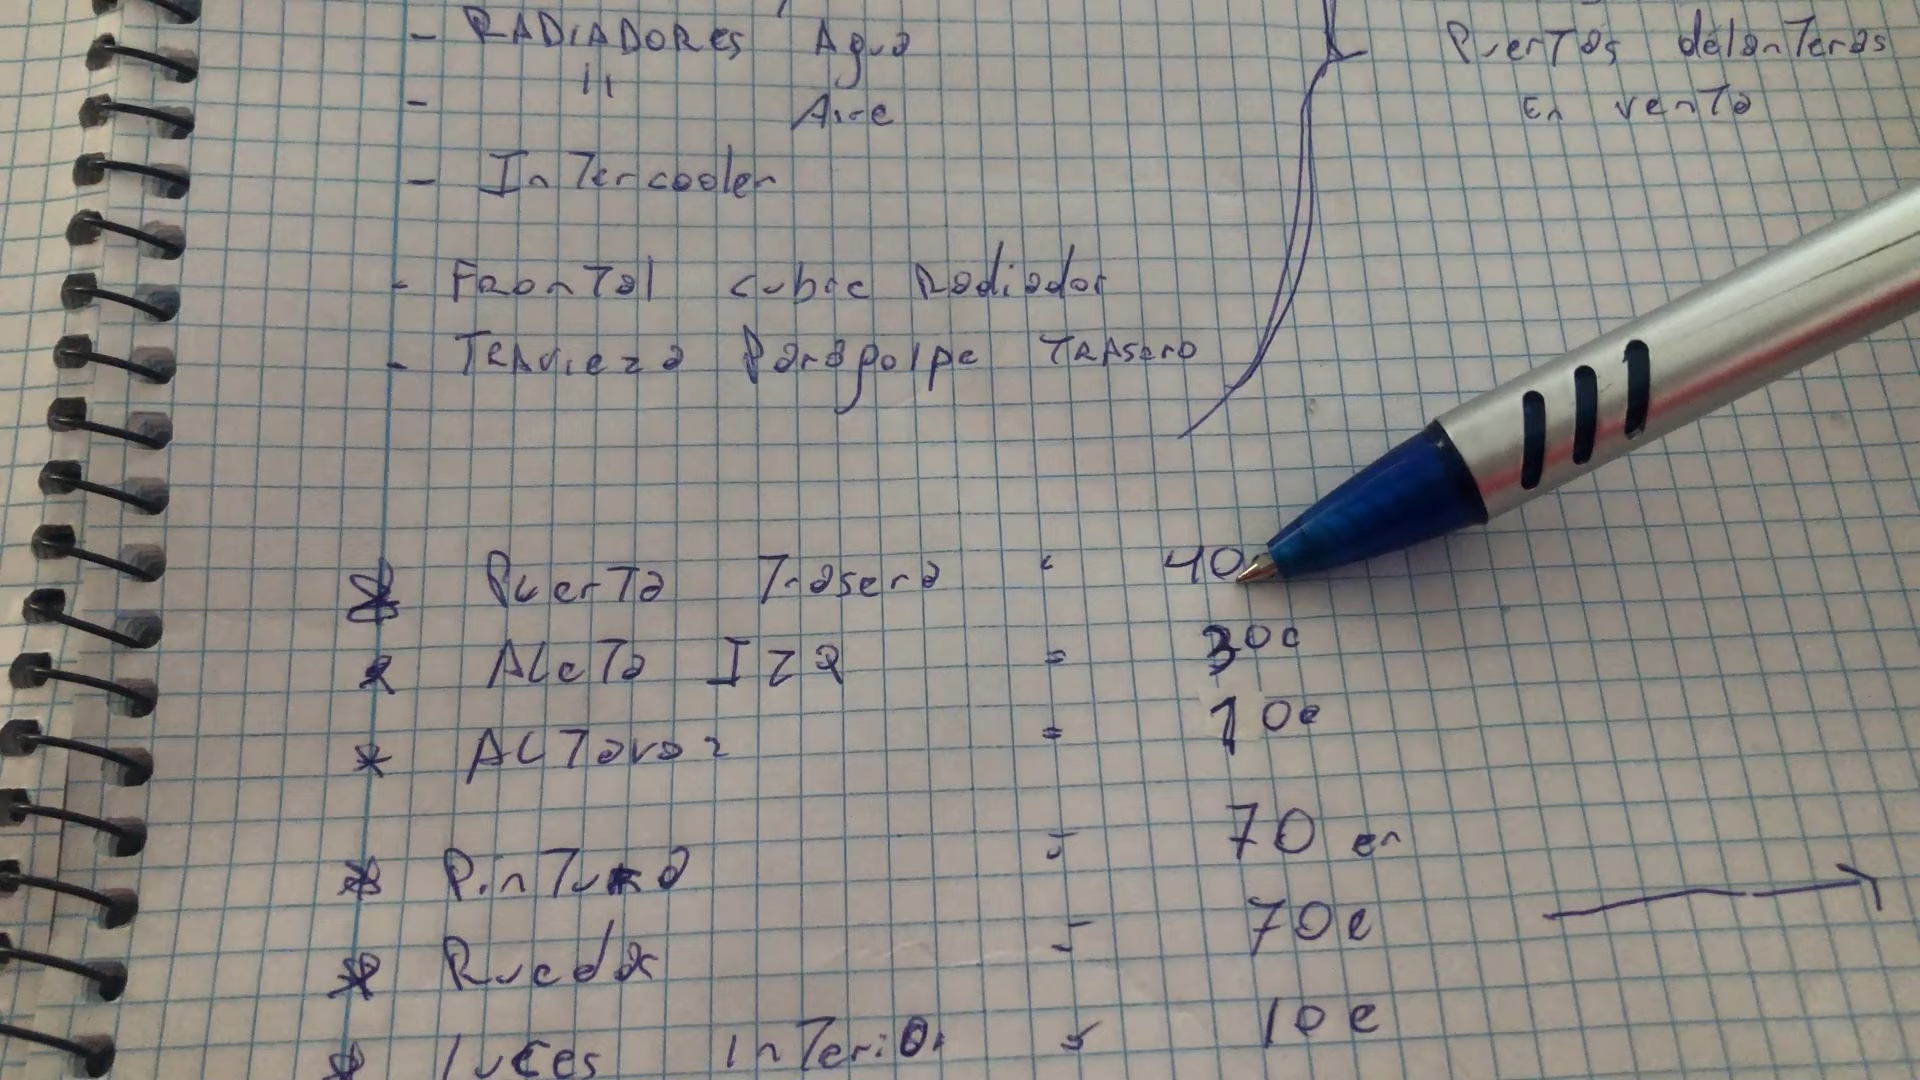 - RADIADORES Agua
- " Aire
- Intercooler
- Frontal cubre Radiador
- Travieza Paragolpe Trasero
Puertas delanteras
En venta
* Puerta Trasera = 40
* ALeTa IZQ = 30e
* ALTavoz = 10e
* Pintura = 70 en
* Ruedas = 70e
* luces interior = 10e